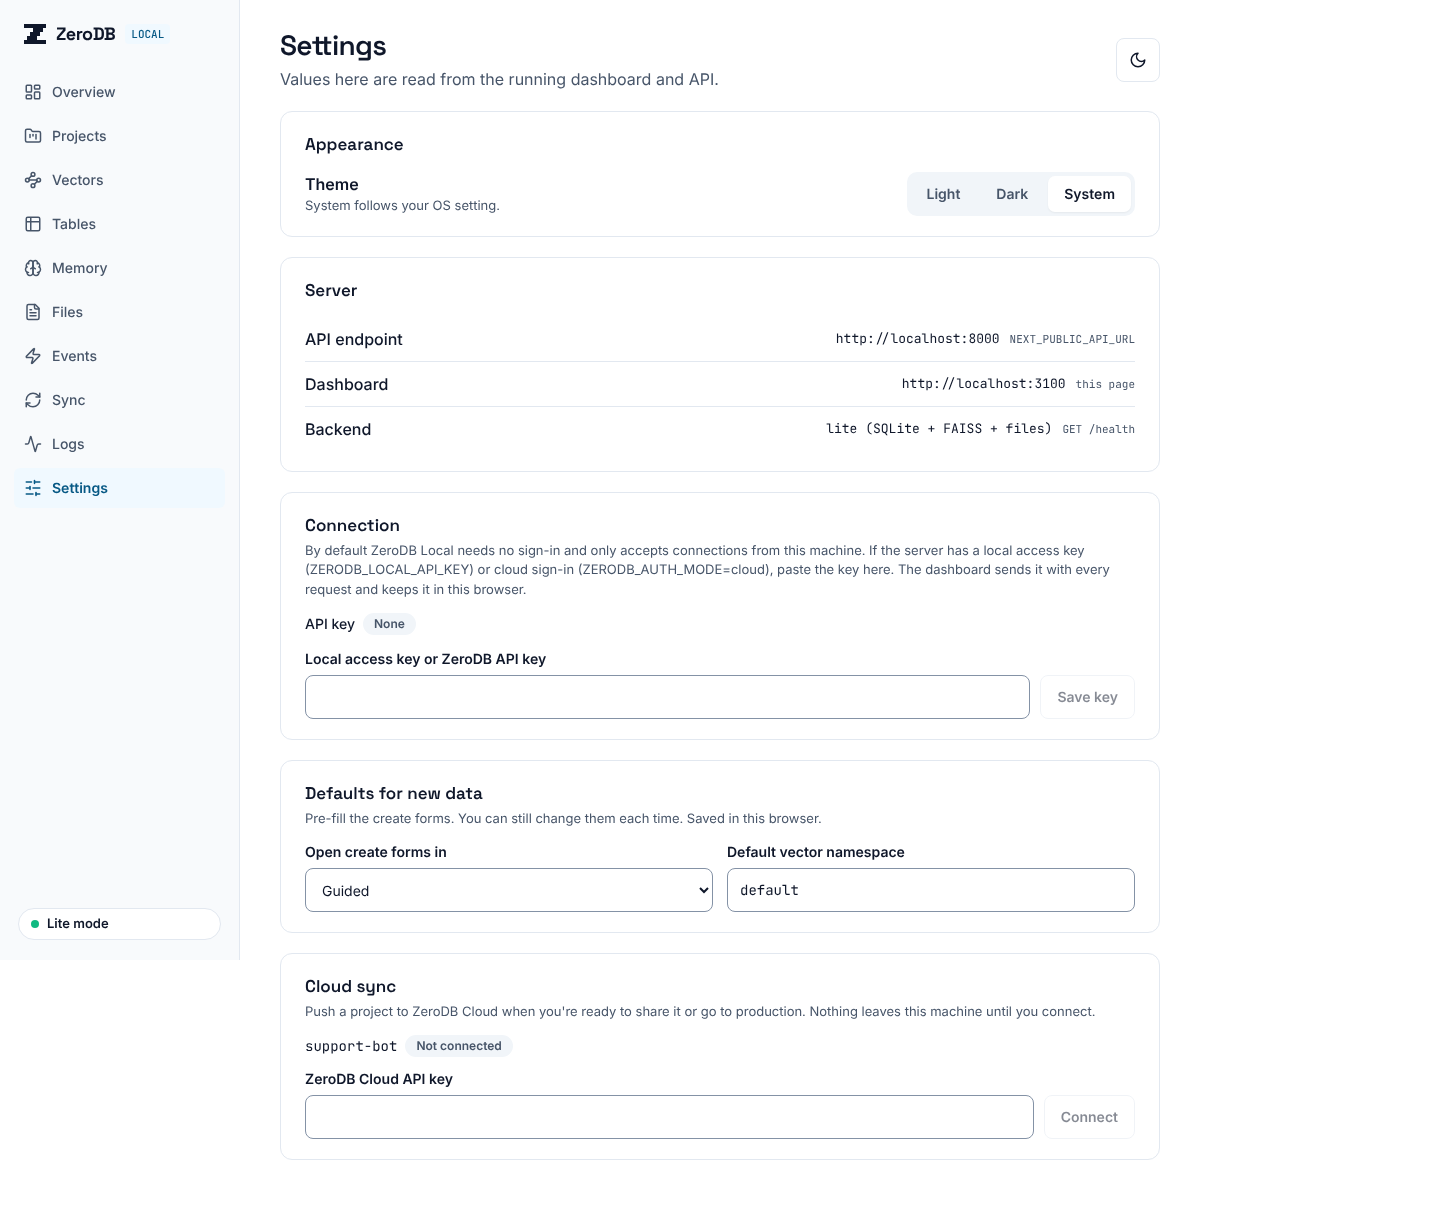 ZeroDB LOCAL
Overview
Projects
Vectors
Tables
Memory
Files
Events
Sync
Logs
Settings
Lite mode
Settings
Values here are read from the running dashboard and API.
Appearance
Theme
System follows your OS setting.
Light Dark System
Server
API endpoint http://localhost:8000 NEXT_PUBLIC_API_URL
Dashboard http://localhost:3100 this page
Backend lite (SQLite + FAISS + files) GET /health
Connection
By default ZeroDB Local needs no sign-in and only accepts connections from this machine. If the server has a local access key
(ZERODB_LOCAL_API_KEY) or cloud sign-in (ZERODB_AUTH_MODE=cloud), paste the key here. The dashboard sends it with every
request and keeps it in this browser.
API key None
Local access key or ZeroDB API key
Save key
Defaults for new data
Pre-fill the create forms. You can still change them each time. Saved in this browser.
Open create forms in Default vector namespace
Guided default
Cloud sync
Push a project to ZeroDB Cloud when you're ready to share it or go to production. Nothing leaves this machine until you connect.
support-bot Not connected
ZeroDB Cloud API key
Connect